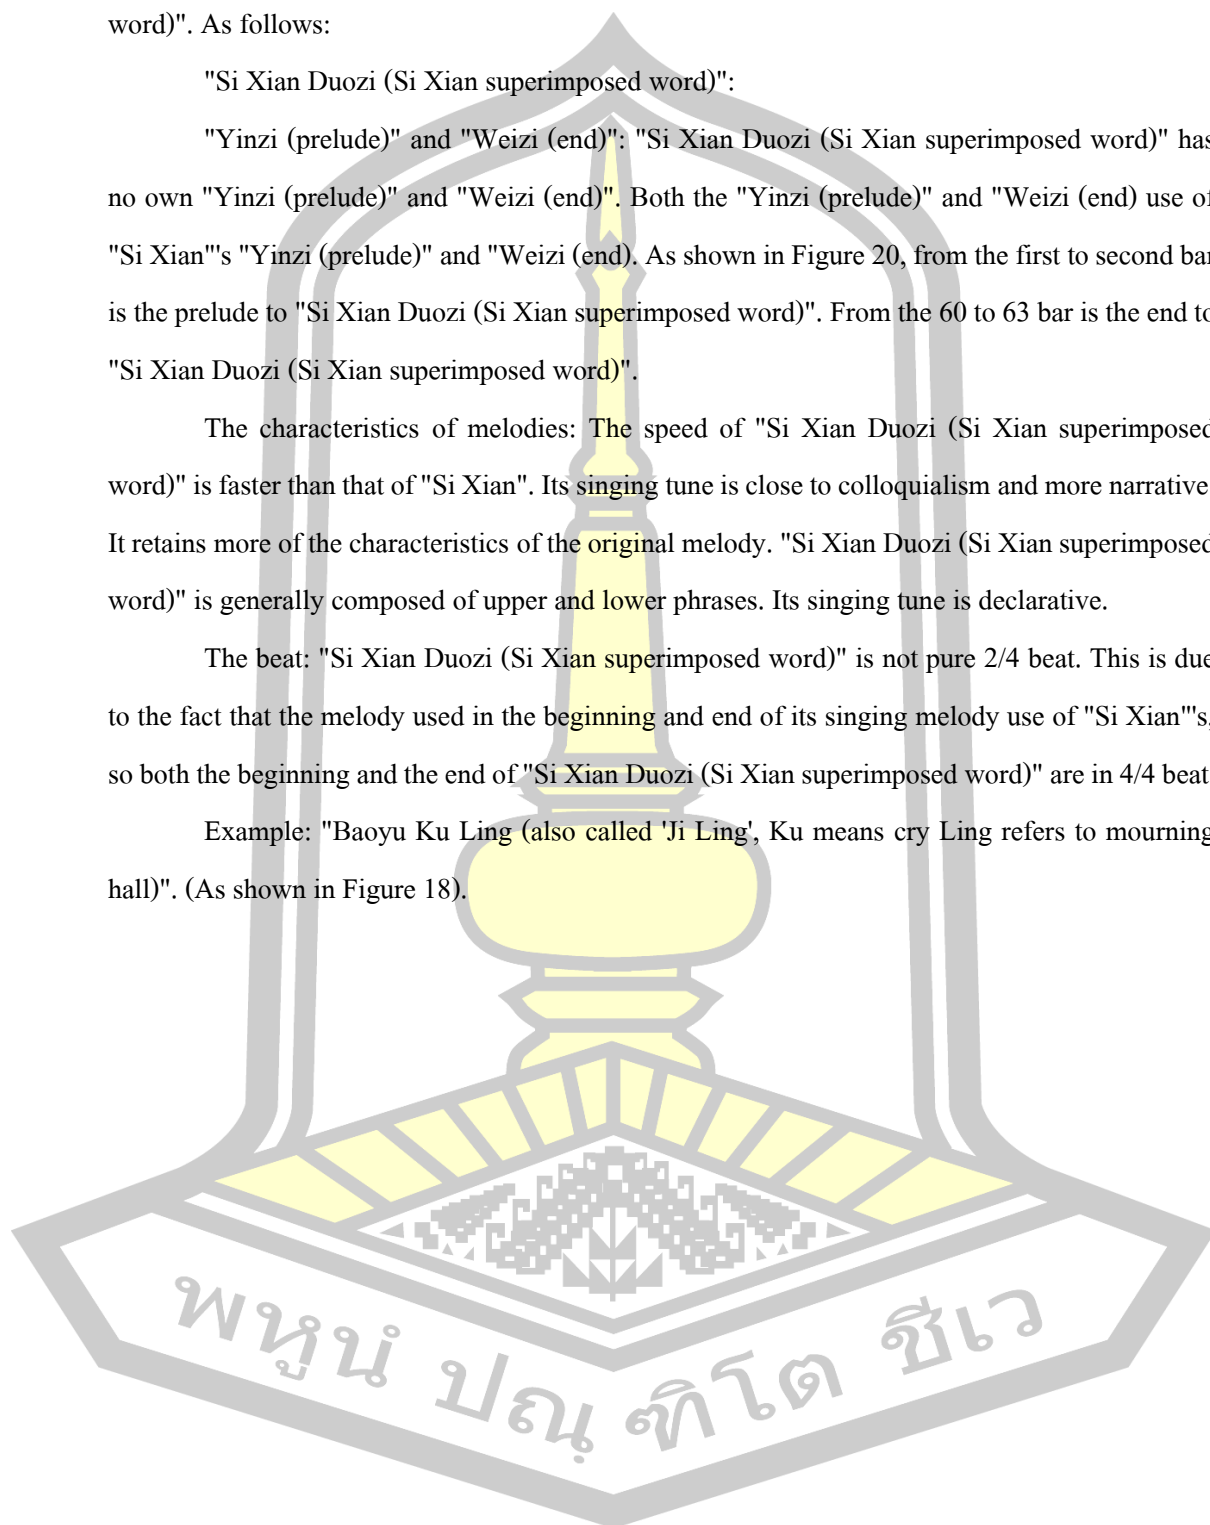 word)". As follows:
"Si Xian Duozi (Si Xian superimposed word)":
"Yinzi (prelude)" and "Weizi (end)": "Si Xian Duozi (Si Xian superimposed word)" has
no own "Yinzi (prelude)" and "Weizi (end)". Both the "Yinzi (prelude)" and "Weizi (end) use of
"Si Xian"'s "Yinzi (prelude)" and "Weizi (end). As shown in Figure 20, from the first to second bar
is the prelude to "Si Xian Duozi (Si Xian superimposed word)". From the 60 to 63 bar is the end to
"Si Xian Duozi (Si Xian superimposed word)".
The characteristics of melodies: The speed of "Si Xian Duozi (Si Xian superimposed
word)" is faster than that of "Si Xian". Its singing tune is close to colloquialism and more narrative
It retains more of the characteristics of the original melody. "Si Xian Duozi (Si Xian superimposed
word)" is generally composed of upper and lower phrases. Its singing tune is declarative.
The beat: "Si Xian Duozi (Si Xian superimposed word)" is not pure 2/4 beat. This is due
to the fact that the melody used in the beginning and end of its singing melody use of "Si Xian"'s,
so both the beginning and the end of "Si Xian Duozi (Si Xian superimposed word)" are in 4/4 beat
Example: "Baoyu Ku Ling (also called 'Ji Ling', Ku means cry Ling refers to mourning
hall)". (As shown in Figure 18).
พหูนํ ปณฺฑิโต ชีเว